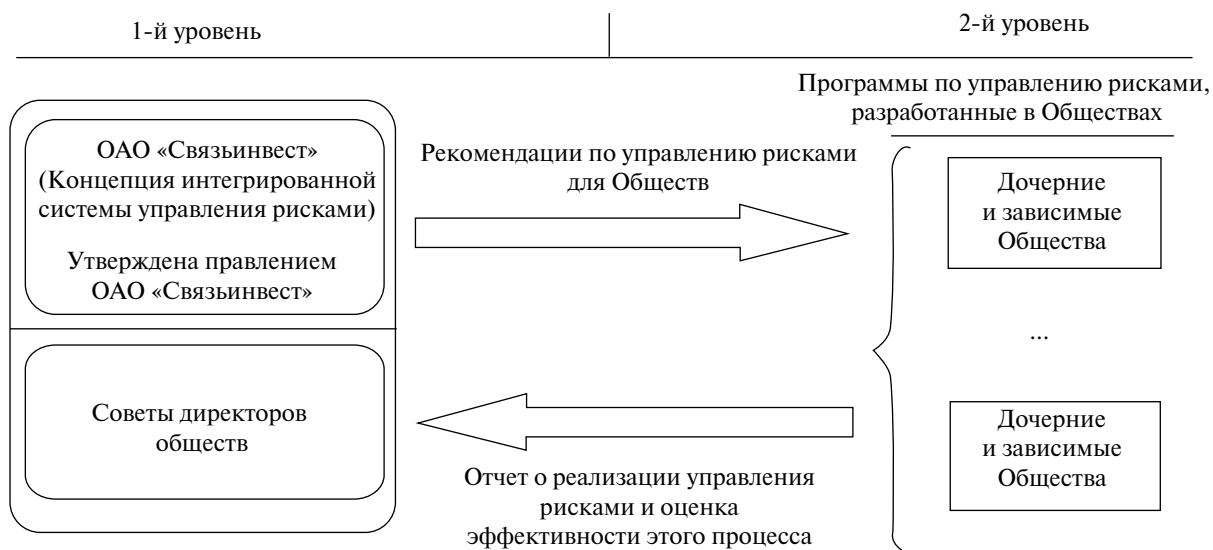 1-й уровень
2-й уровень
Программы по управлению рисками,
разработанные в Обществах
ОАО «Связьинвест»
(Концепция интегрированной
системы управления рисками)
Утверждена правлением
ОАО «Связьинвест»
Рекомендации по управлению рисками
для Обществ
Дочерние
и зависимые
Общества
...
Советы директоров
обществ
Отчет о реализации управления
рисками и оценка
эффективности этого процесса
Дочерние
и зависимые
Общества